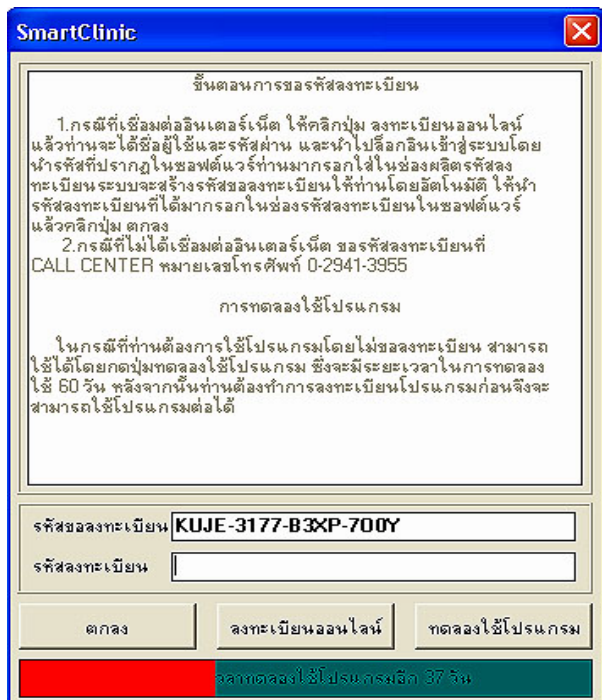 SmartClinic
ขั้นตอนการขอรหัสลงทะเบียน
1.กรณีที่เชื่อมต่ออินเตอร์เน็ต ให้คลิกปุ่ม ลงทะเบียนออนไลน์
แล้วท่านจะได้ชื่อผู้ใช้และรหัสผ่าน และนำไปล็อกอินเข้าสู่ระบบโดย
นำรหัสที่ปรากฏในซอฟต์แวร์ท่านมากรอกใส่ในช่องผลิตรหัสลง
ทะเบียนระบบจะสร้างรหัสของลงทะเบียนให้ท่านโดยอัตโนมัติ ให้นำ
รหัสลงทะเบียนที่ได้มากรอกในช่องรหัสลงทะเบียนในซอฟต์แวร์
แล้วคลิกปุ่ม ตกลง
2.กรณีที่ไม่ได้เชื่อมต่ออินเตอร์เน็ต ขอรหัสลงทะเบียนที่
CALL CENTER หมายเลขโทรศัพท์ 0-2941-3955
การทดลองใช้โปรแกรม
ในกรณีที่ท่านต้องการใช้โปรแกรมโดยไม่ขอลงทะเบียน สามารถ
ใช้ได้โดยกดปุ่มทดลองใช้โปรแกรม ซึ่งจะมีระยะเวลาในการทดลอง
ใช้ 60 วัน หลังจากนั้นท่านต้องทำการลงทะเบียนโปรแกรมก่อนจึงจะ
สามารถใช้โปรแกรมต่อได้
รหัสขอลงทะเบียน KUJE-3177-B3XP-700Y
รหัสลงทะเบียน
ตกลง ลงทะเบียนออนไลน์ ทดลองใช้โปรแกรม
ทดลองใช้โปรแกรมอีก 37 วัน